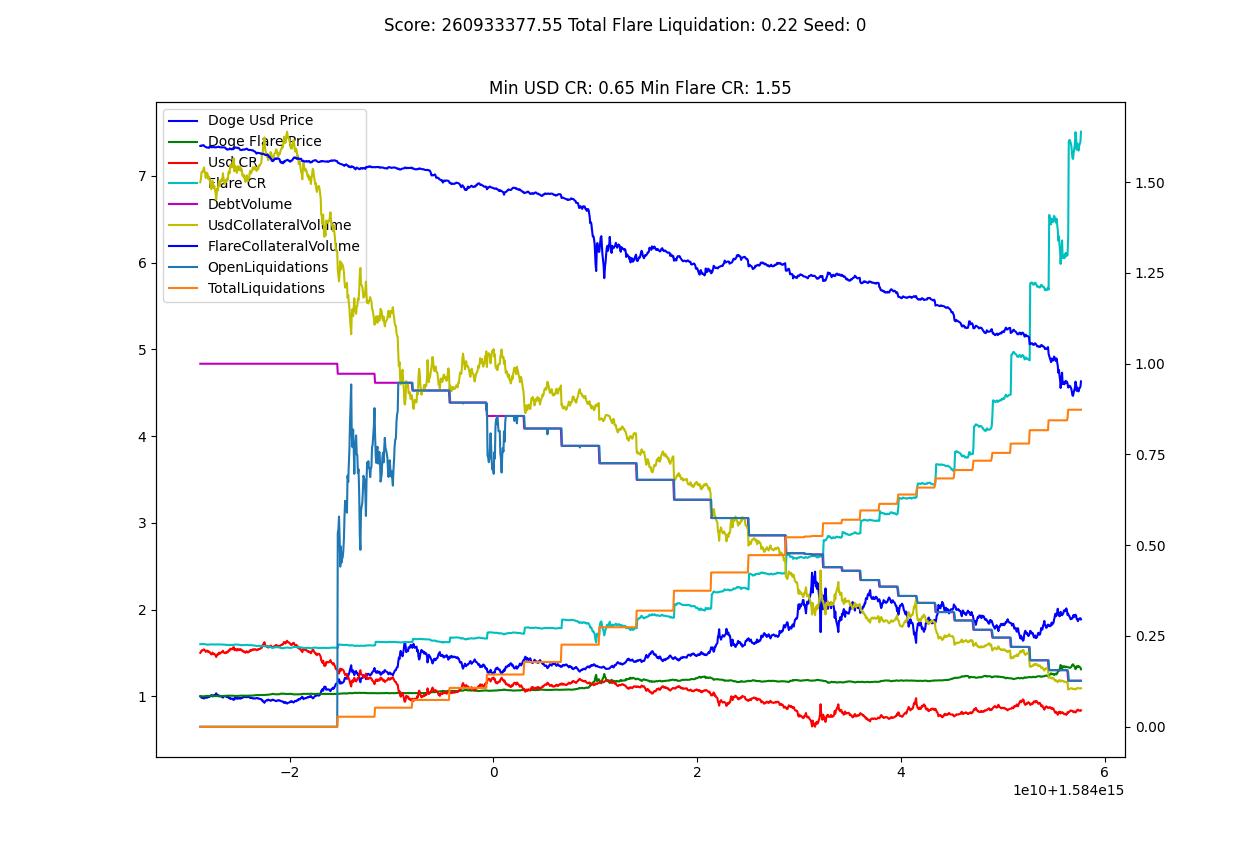 Score: 260933377.55 Total Flare Liquidation: 0.22 Seed: 0
Min USD CR: 0.65 Min Flare CR: 1.55
Doge Usd Price
Doge Flare Price
Usd CR
Flare CR
DebtVolume
UsdCollateralVolume
FlareCollateralVolume
OpenLiquidations
TotalLiquidations
7
6
5
4
3
2
1
1.50
1.25
1.00
0.75
0.50
0.25
0.00
−2
0
2
4
6
1e10+1.584e15